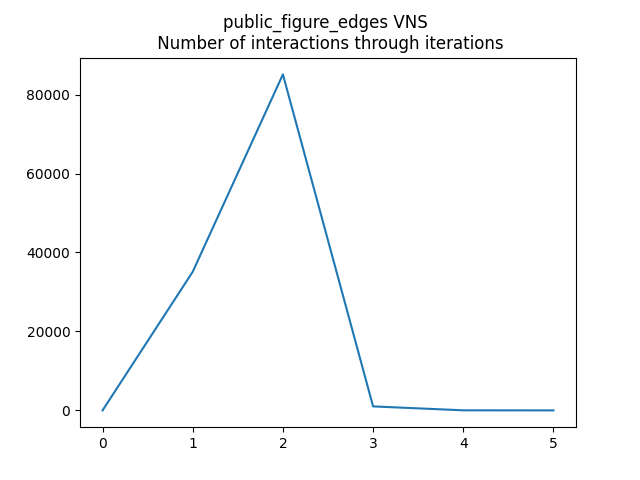 public_figure_edges VNS
Number of interactions through iterations
80000
60000
40000
20000
0
0 1 2 3 4 5